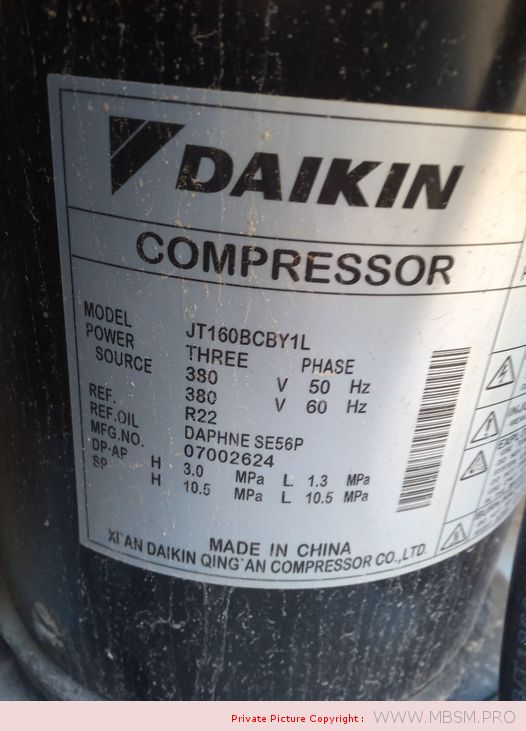 DAIKIN
COMPRESSOR
MODEL JT160BCBY1L
POWER THREE PHASE
SOURCE 380 V 50 Hz
380 V 60 Hz
REF. R22
REF.OIL DAPHNE SE56P
MFG.NO. 07002624
DP-AP H 3.0 MPa L 1.3 MPa
SP H 10.5 MPa L 10.5 MPa
MADE IN CHINA
XI'AN DAIKIN QING'AN COMPRESSOR CO.,LTD.
Private Picture Copyright : WWW.MBSM.PRO